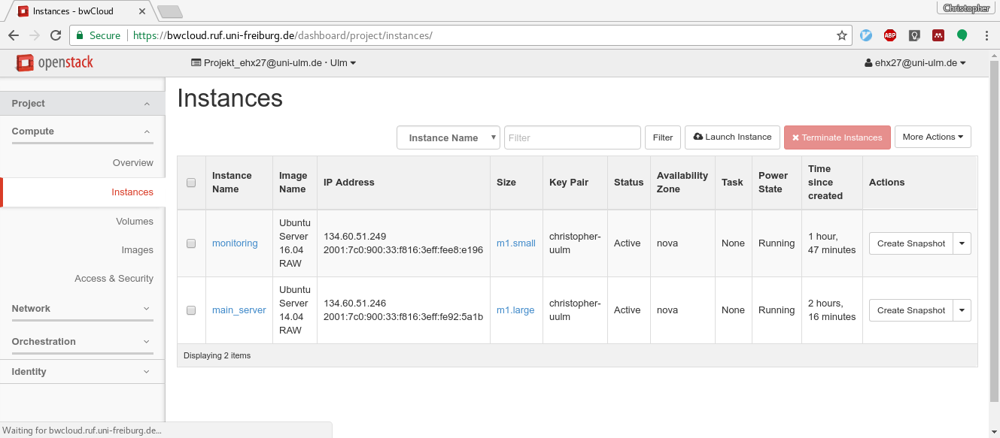 Instances - bwCloud
Christopher
Secure https://bwcloud.ruf.uni-freiburg.de/dashboard/project/instances/
ABP
openstack
Projekt_ehx27@uni-ulm.de · Ulm
ehx27@uni-ulm.de
Project
Compute
Overview
Instances
Volumes
Images
Access & Security
Network
Orchestration
Identity
Instances
Instance Name
Filter
Filter
Launch Instance
Terminate Instances
More Actions
Instance
Name
Image
Name
IP Address
Size
Key Pair
Status
Availability
Zone
Task
Power
State
Time
since
created
Actions
monitoring
Ubuntu
Server
16.04
RAW
134.60.51.249
2001:7c0:900:33:f816:3eff:fee8:e196
m1.small
christopher-
uulm
Active
nova
None
Running
1 hour,
47 minutes
Create Snapshot
main_server
Ubuntu
Server
14.04
RAW
134.60.51.246
2001:7c0:900:33:f816:3eff:fe92:5a1b
m1.large
christopher-
uulm
Active
nova
None
Running
2 hours,
16 minutes
Create Snapshot
Displaying 2 items
Waiting for bwcloud.ruf.uni-freiburg.de...